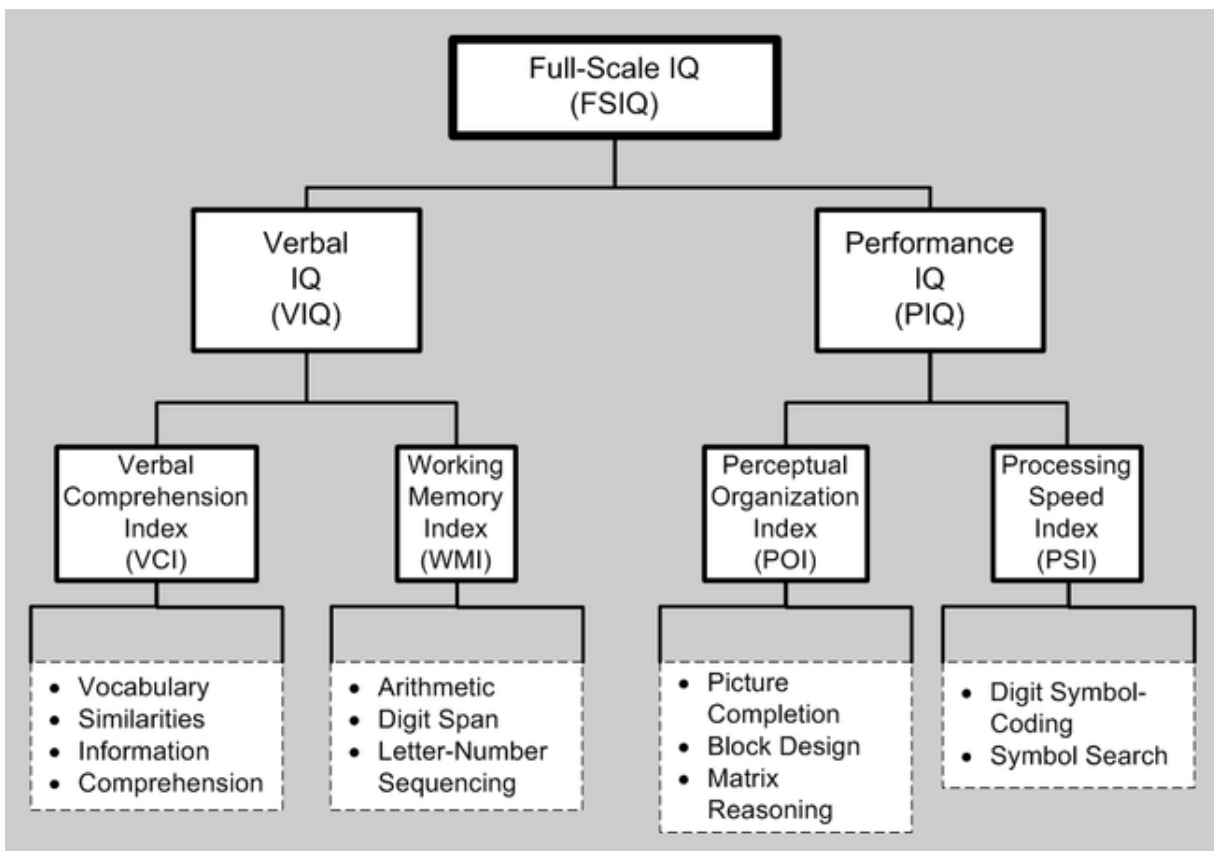 Full-Scale IQ
(FSIQ)
Verbal
IQ
(VIQ)
Performance
IQ
(PIQ)
Verbal
Comprehension
Index
(VCI)
Working
Memory
Index
(WMI)
Perceptual
Organization
Index
(POI)
Processing
Speed
Index
(PSI)
• Vocabulary
• Similarities
• Information
• Comprehension
• Arithmetic
• Digit Span
• Letter-Number
Sequencing
• Picture
Completion
• Block Design
• Matrix
Reasoning
• Digit Symbol-
Coding
• Symbol Search